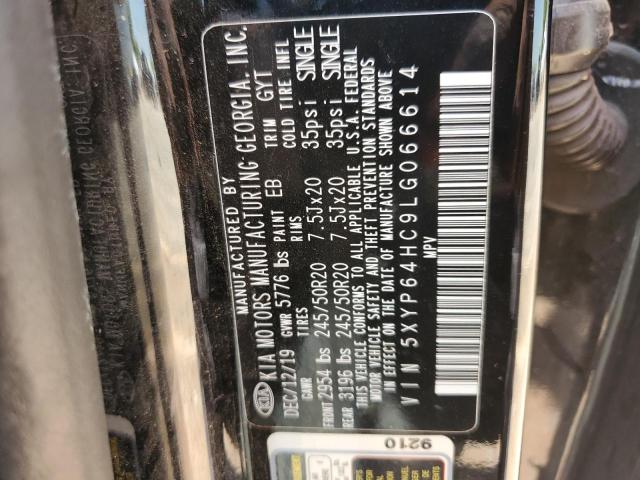 MANUFACTURED BY
KIA KIA MOTORS MANUFACTURING GEORGIA, INC.
DEC/12/19 GVWR 5776 lbs PAINT EB TRIM GYT
GAWR TIRES RIMS COLD TIRE INFL
FRONT 2954 lbs 245/50R20 7.5Jx20 35psi SINGLE
REAR 3196 lbs 245/50R20 7.5Jx20 35psi SINGLE
THIS VEHICLE CONFORMS TO ALL APPLICABLE U.S.A. FEDERAL
MOTOR VEHICLE SAFETY AND THEFT PREVENTION STANDARDS
IN EFFECT ON THE DATE OF MANUFACTURE SHOWN ABOVE
VIN 5XYP64HC9LG066614
MPV
9210